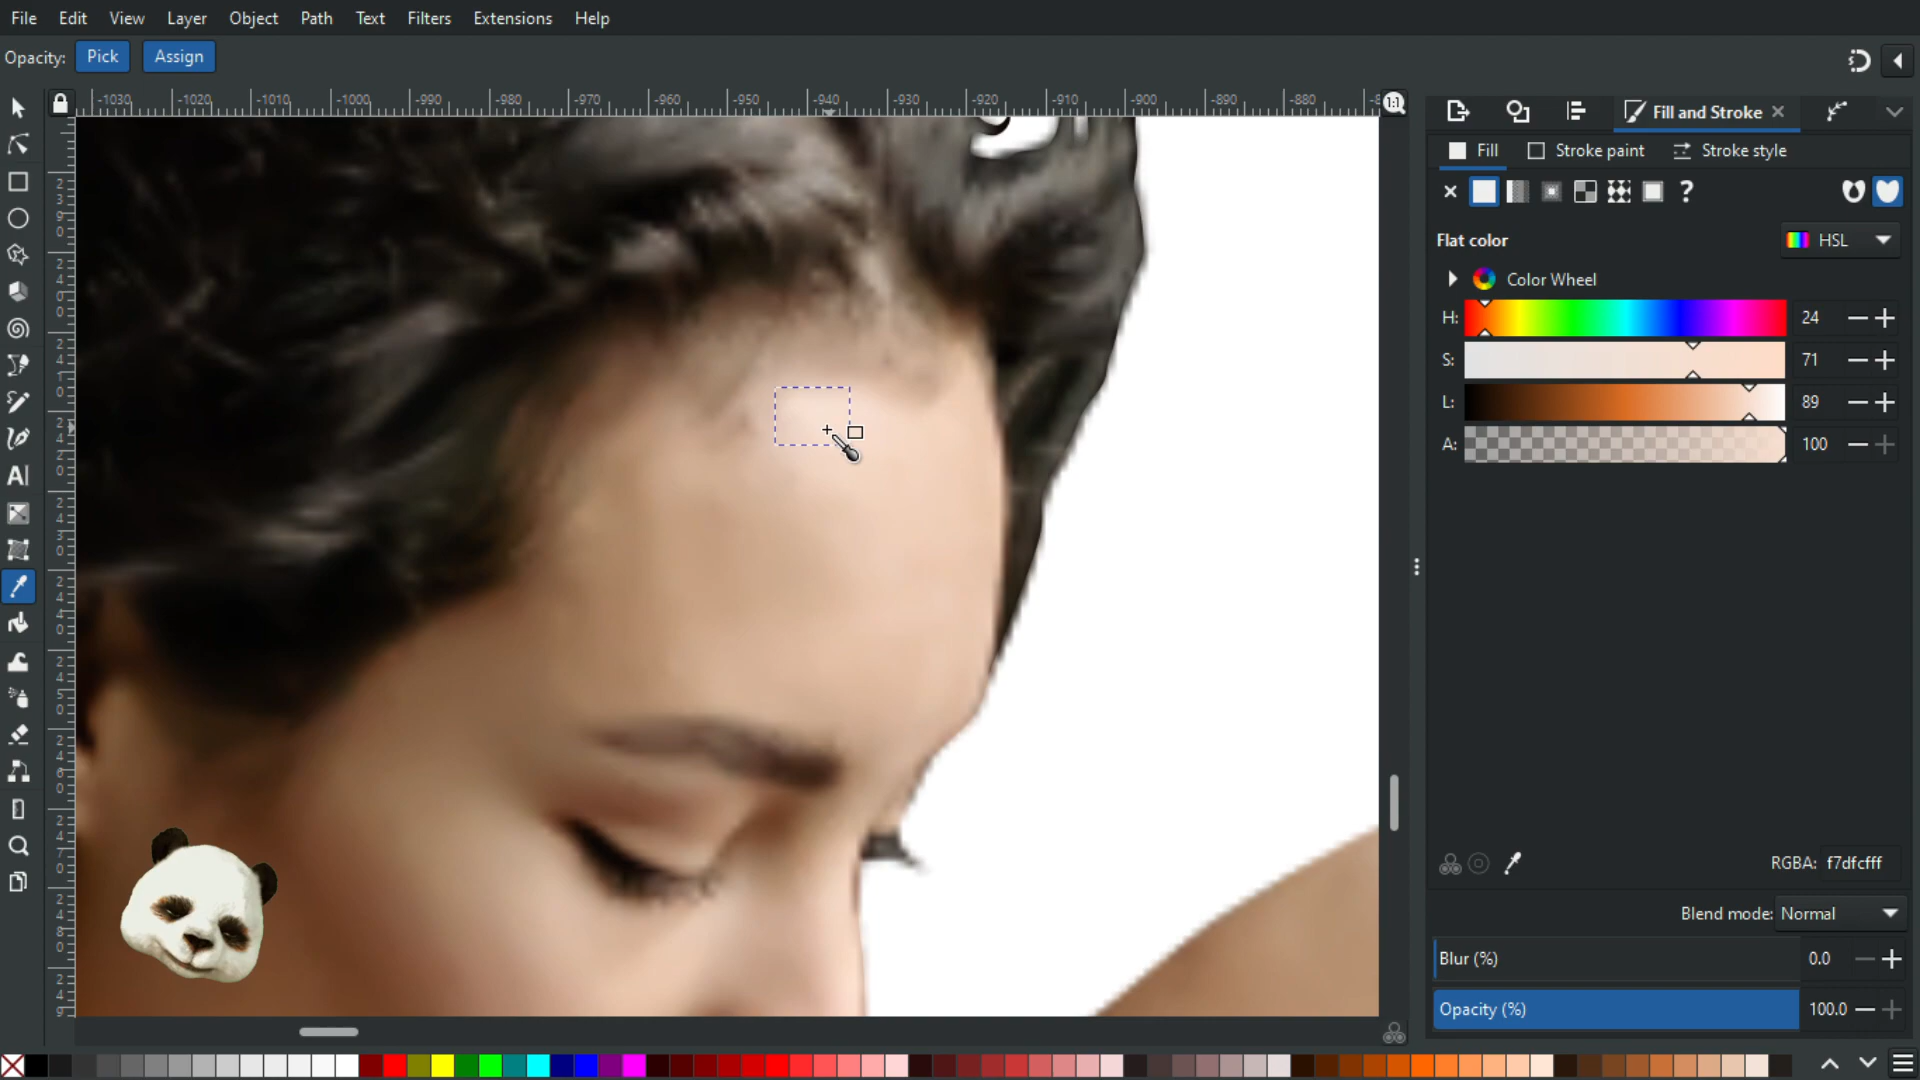 File Edit View Layer Object Path Text Filters Extensions Help
Opacity: Pick Assign
-1030 -1020 -1010 -1000 -990 -980 -970 -960 -950 -940 -930 -920 -910 -900 -890 -880
1:1
Fill and Stroke
Fill Stroke paint Stroke style
Flat color HSL
Color Wheel
H: 24
S: 71
L: 89
A: 100
RGBA: f7dfcfff
Blend mode: Normal
Blur (%) 0.0
Opacity (%) 100.0